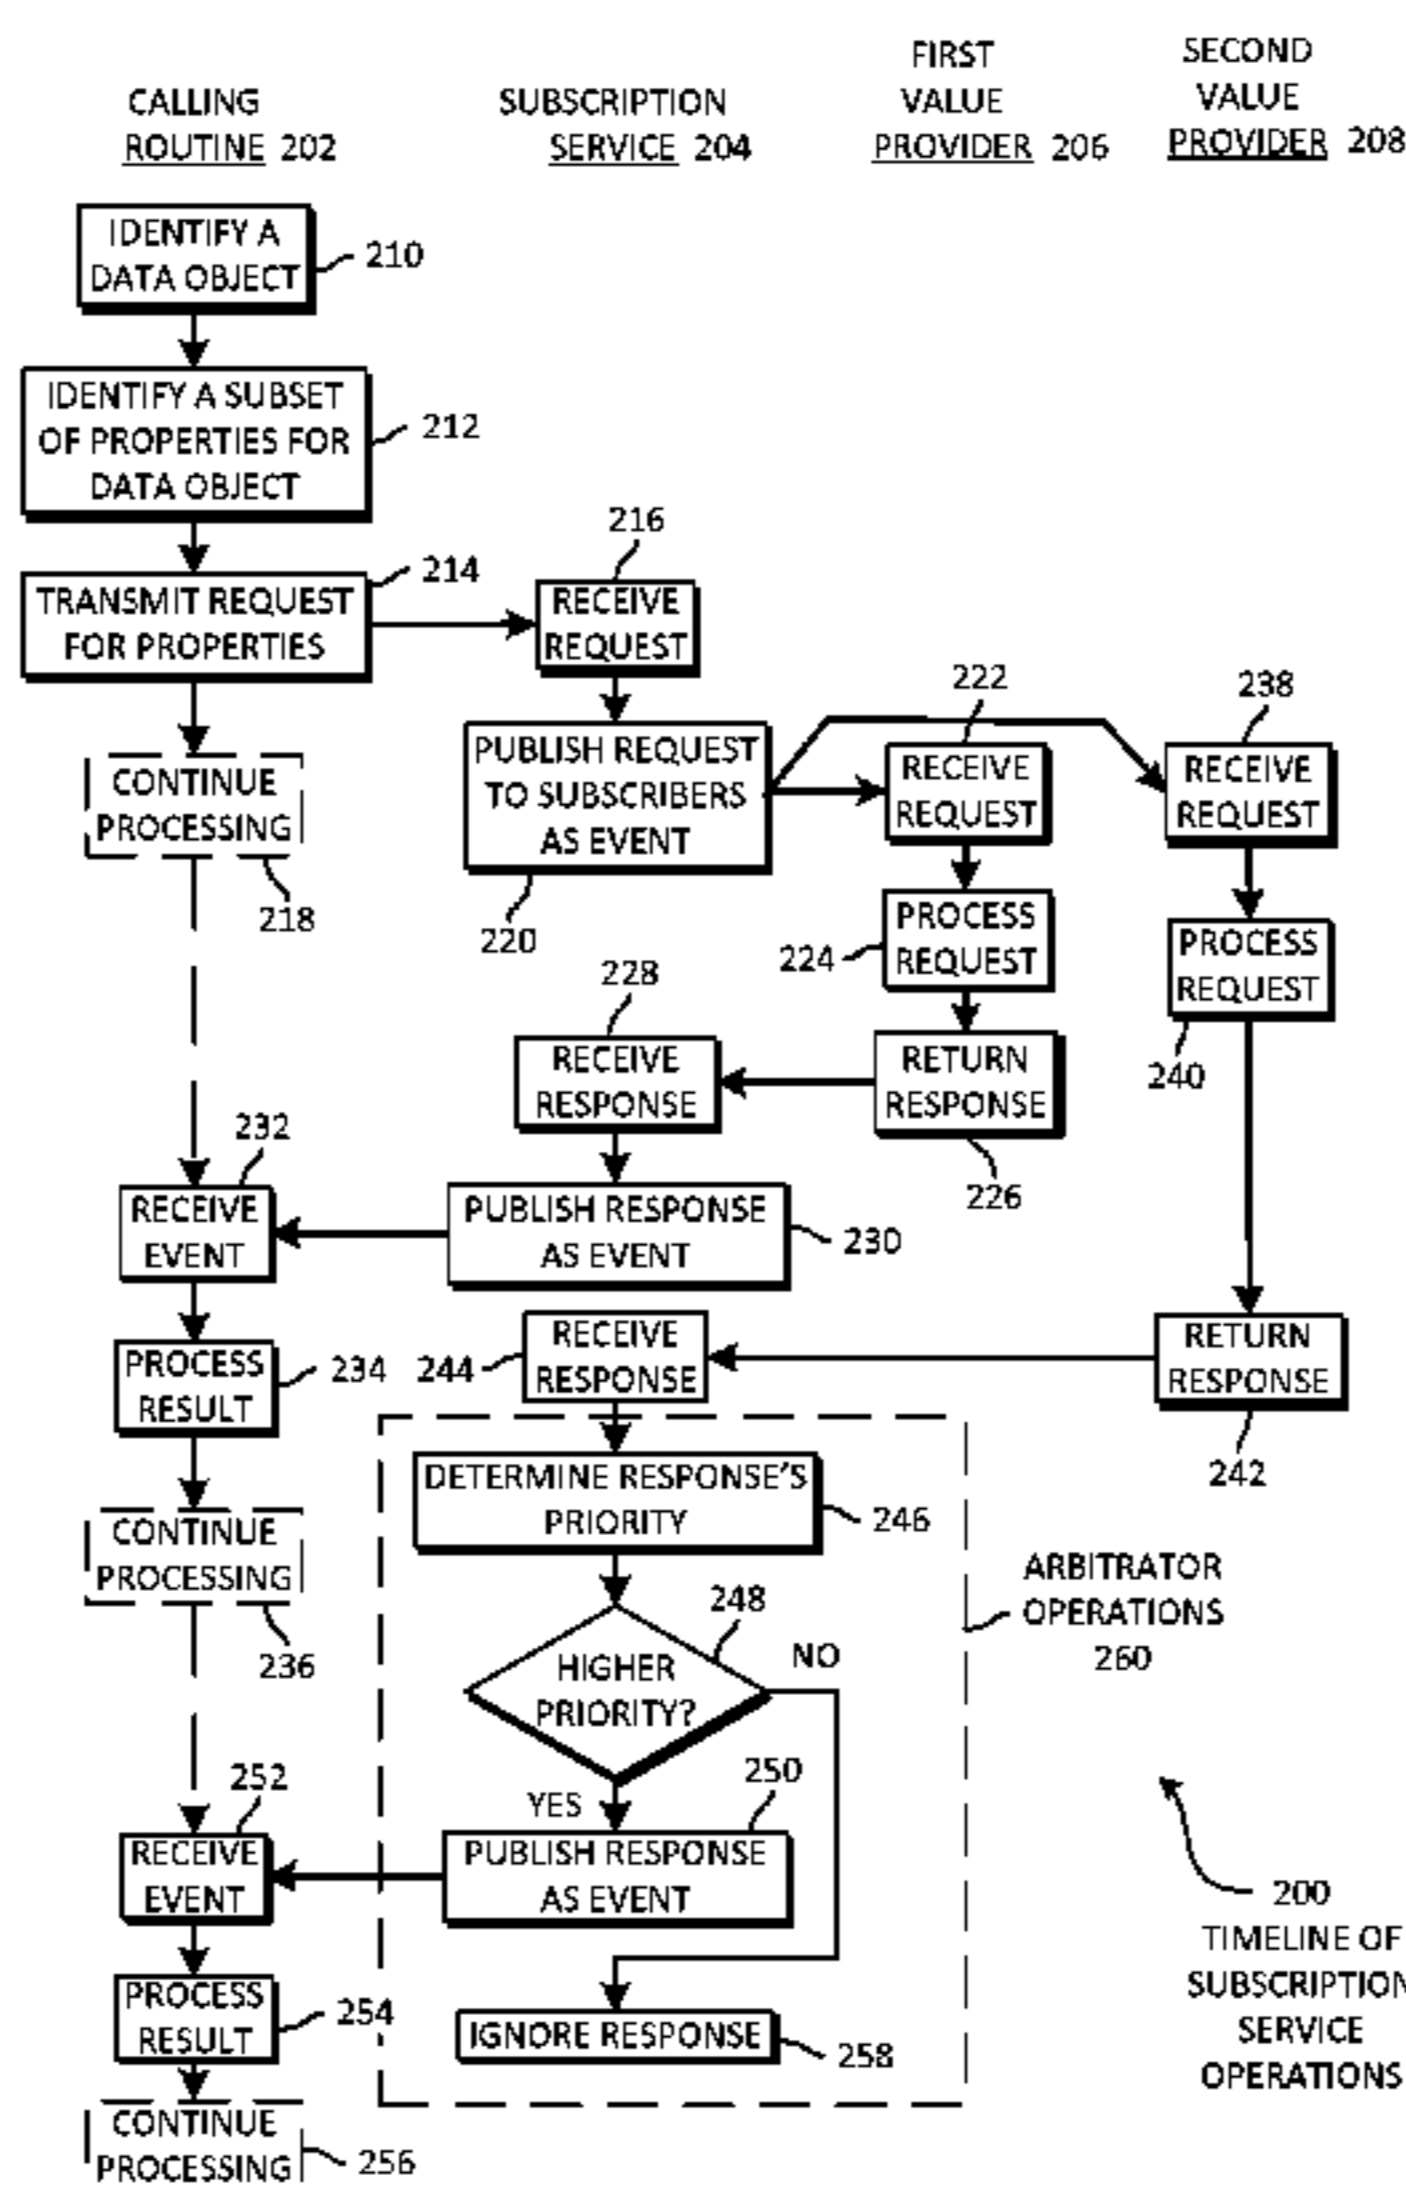 CALLING
ROUTINE 202
SUBSCRIPTION
SERVICE 204
FIRST
VALUE
PROVIDER 206
SECOND
VALUE
PROVIDER 208
IDENTIFY A
DATA OBJECT
210
IDENTIFY A SUBSET
OF PROPERTIES FOR
DATA OBJECT
212
TRANSMIT REQUEST
FOR PROPERTIES
214
216
RECEIVE
REQUEST
CONTINUE
PROCESSING
218
PUBLISH REQUEST
TO SUBSCRIBERS
AS EVENT
220
222
RECEIVE
REQUEST
238
RECEIVE
REQUEST
PROCESS
REQUEST
224
PROCESS
REQUEST
240
228
RECEIVE
RESPONSE
RETURN
RESPONSE
226
232
RECEIVE
EVENT
PUBLISH RESPONSE
AS EVENT
230
PROCESS
RESULT
234
244
RECEIVE
RESPONSE
RETURN
RESPONSE
242
DETERMINE RESPONSE'S
PRIORITY
246
CONTINUE
PROCESSING
236
248
HIGHER
PRIORITY?
NO
YES
ARBITRATOR
OPERATIONS
260
252
RECEIVE
EVENT
250
PUBLISH RESPONSE
AS EVENT
PROCESS
RESULT
254
IGNORE RESPONSE
258
CONTINUE
PROCESSING
256
200
TIMELINE OF
SUBSCRIPTION
SERVICE
OPERATIONS